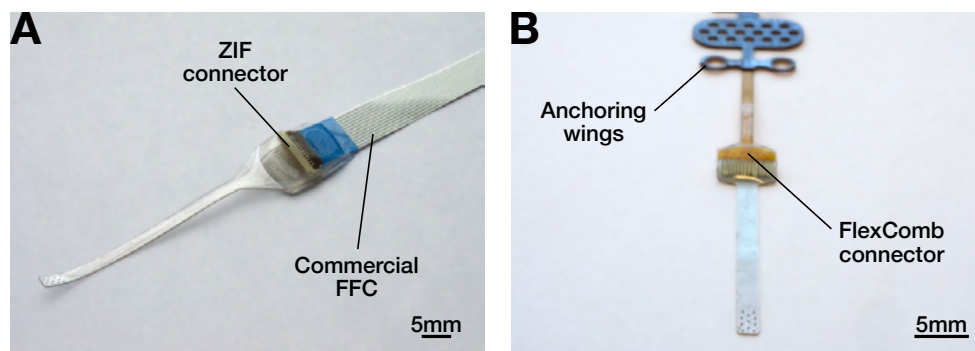 A
ZIF
connector
Commercial
FFC
5mm
B
Anchoring
wings
FlexComb
connector
5mm